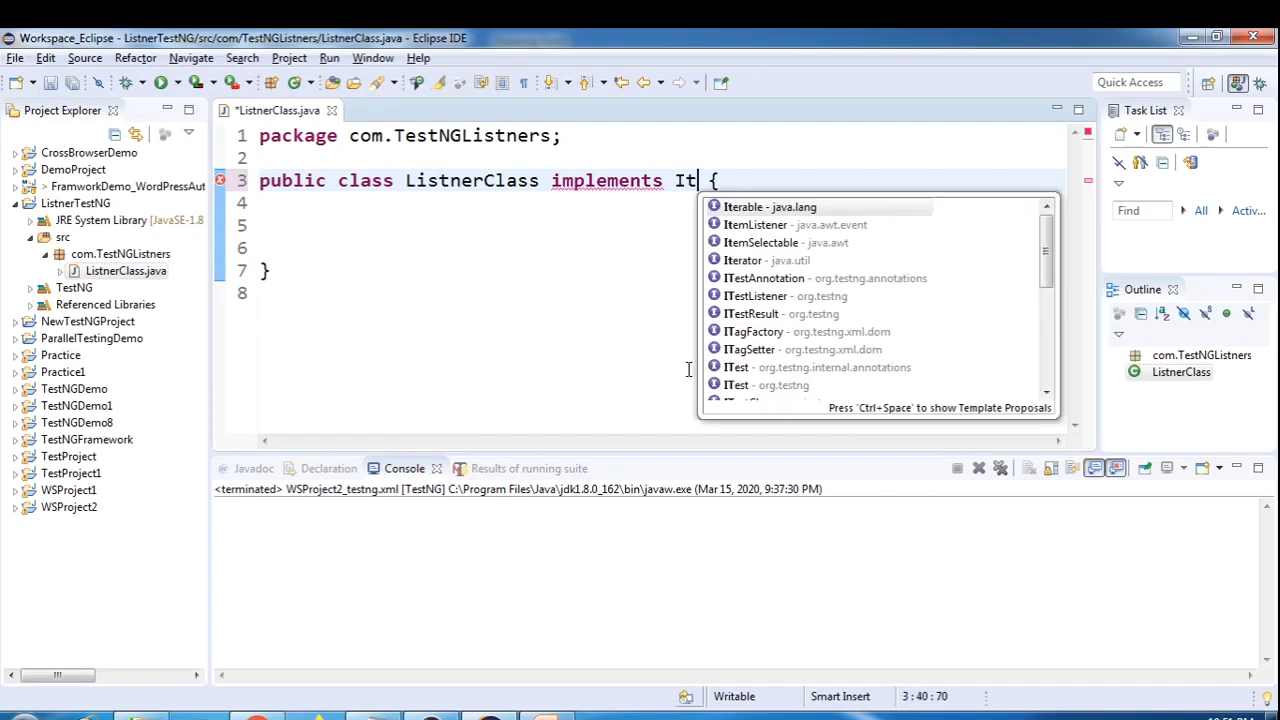 Workspace_Eclipse - ListnerTestNG/src/com/TestNGListners/ListnerClass.java - Eclipse IDE
File Edit Source Refactor Navigate Search Project Run Window Help
Quick Access
Project Explorer
*ListnerClass.java
Task List
CrossBrowserDemo
DemoProject
> FramworkDemo_WordPressAut
ListnerTestNG
JRE System Library [JavaSE-1.8
src
com.TestNGListners
ListnerClass.java
TestNG
Referenced Libraries
NewTestNGProject
ParallelTestingDemo
Practice
Practice1
TestNGDemo
TestNGDemo1
TestNGDemo8
TestNGFramework
TestProject
TestProject1
WSProject1
WSProject2
1 package com.TestNGListners;
2
3 public class ListnerClass implements It {
4
5
6
7 }
8
Iterable - java.lang
ItemListener - java.awt.event
ItemSelectable - java.awt
Iterator - java.util
ITestAnnotation - org.testng.annotations
ITestListener - org.testng
ITestResult - org.testng
ITagFactory - org.testng.xml.dom
ITagSetter - org.testng.xml.dom
ITest - org.testng.internal.annotations
ITest - org.testng
Press 'Ctrl+Space' to show Template Proposals
Find All Activ...
Outline
com.TestNGListners
ListnerClass
Javadoc Declaration Console Results of running suite
<terminated> WSProject2_testng.xml [TestNG] C:\Program Files\Java\jdk1.8.0_162\bin\javaw.exe (Mar 15, 2020, 9:37:30 PM)
Writable Smart Insert 3:40:70